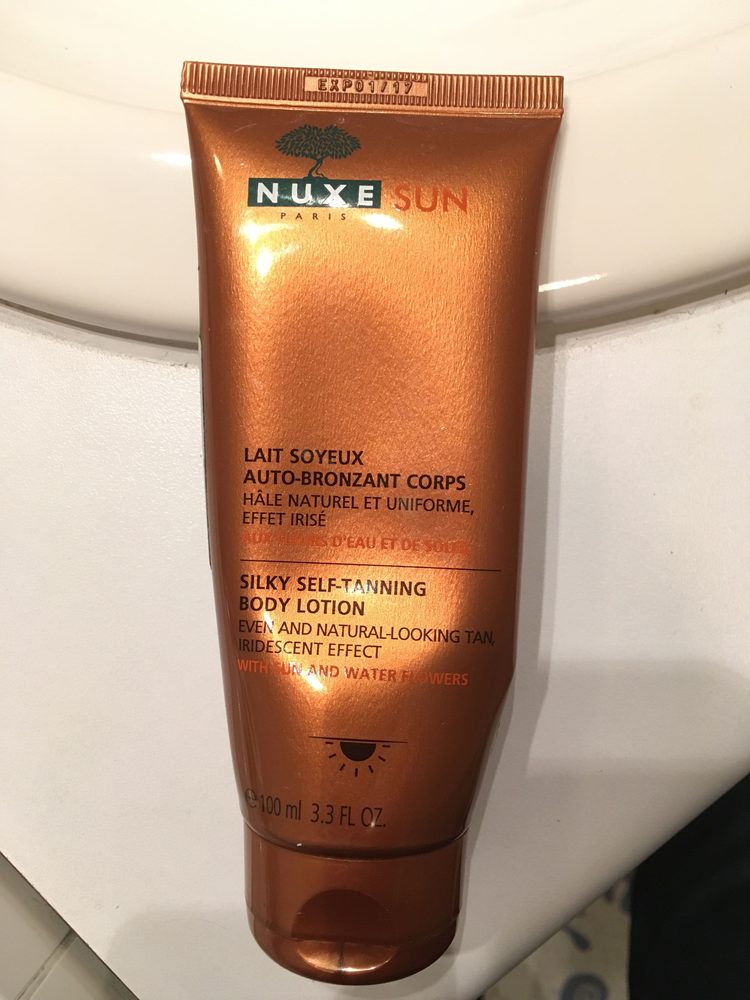 EXP01/17
NUXE SUN
PARIS
LAIT SOYEUX
AUTO-BRONZANT CORPS
HÂLE NATUREL ET UNIFORME,
EFFET IRISÉ
AUX FLEURS D'EAU ET DE SOLEIL
SILKY SELF-TANNING
BODY LOTION
EVEN AND NATURAL-LOOKING TAN,
IRIDESCENT EFFECT
WITH SUN AND WATER FLOWERS
℮100 ml 3.3 FL OZ.